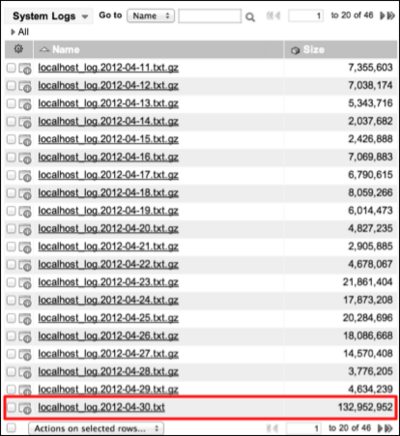 System Logs Go to Name 1 to 20 of 46
All
Name Size
localhost_log.2012-04-11.txt.gz 7,355,603
localhost_log.2012-04-12.txt.gz 7,038,174
localhost_log.2012-04-13.txt.gz 5,343,716
localhost_log.2012-04-14.txt.gz 2,037,682
localhost_log.2012-04-15.txt.gz 2,426,888
localhost_log.2012-04-16.txt.gz 7,069,883
localhost_log.2012-04-17.txt.gz 6,790,615
localhost_log.2012-04-18.txt.gz 8,059,266
localhost_log.2012-04-19.txt.gz 6,014,473
localhost_log.2012-04-20.txt.gz 4,827,235
localhost_log.2012-04-21.txt.gz 2,905,885
localhost_log.2012-04-22.txt.gz 4,678,067
localhost_log.2012-04-23.txt.gz 21,861,404
localhost_log.2012-04-24.txt.gz 17,873,208
localhost_log.2012-04-25.txt.gz 20,284,696
localhost_log.2012-04-26.txt.gz 18,086,668
localhost_log.2012-04-27.txt.gz 14,570,408
localhost_log.2012-04-28.txt.gz 3,776,205
localhost_log.2012-04-29.txt.gz 4,634,239
localhost_log.2012-04-30.txt 132,952,952
Actions on selected rows... 1 to 20 of 46